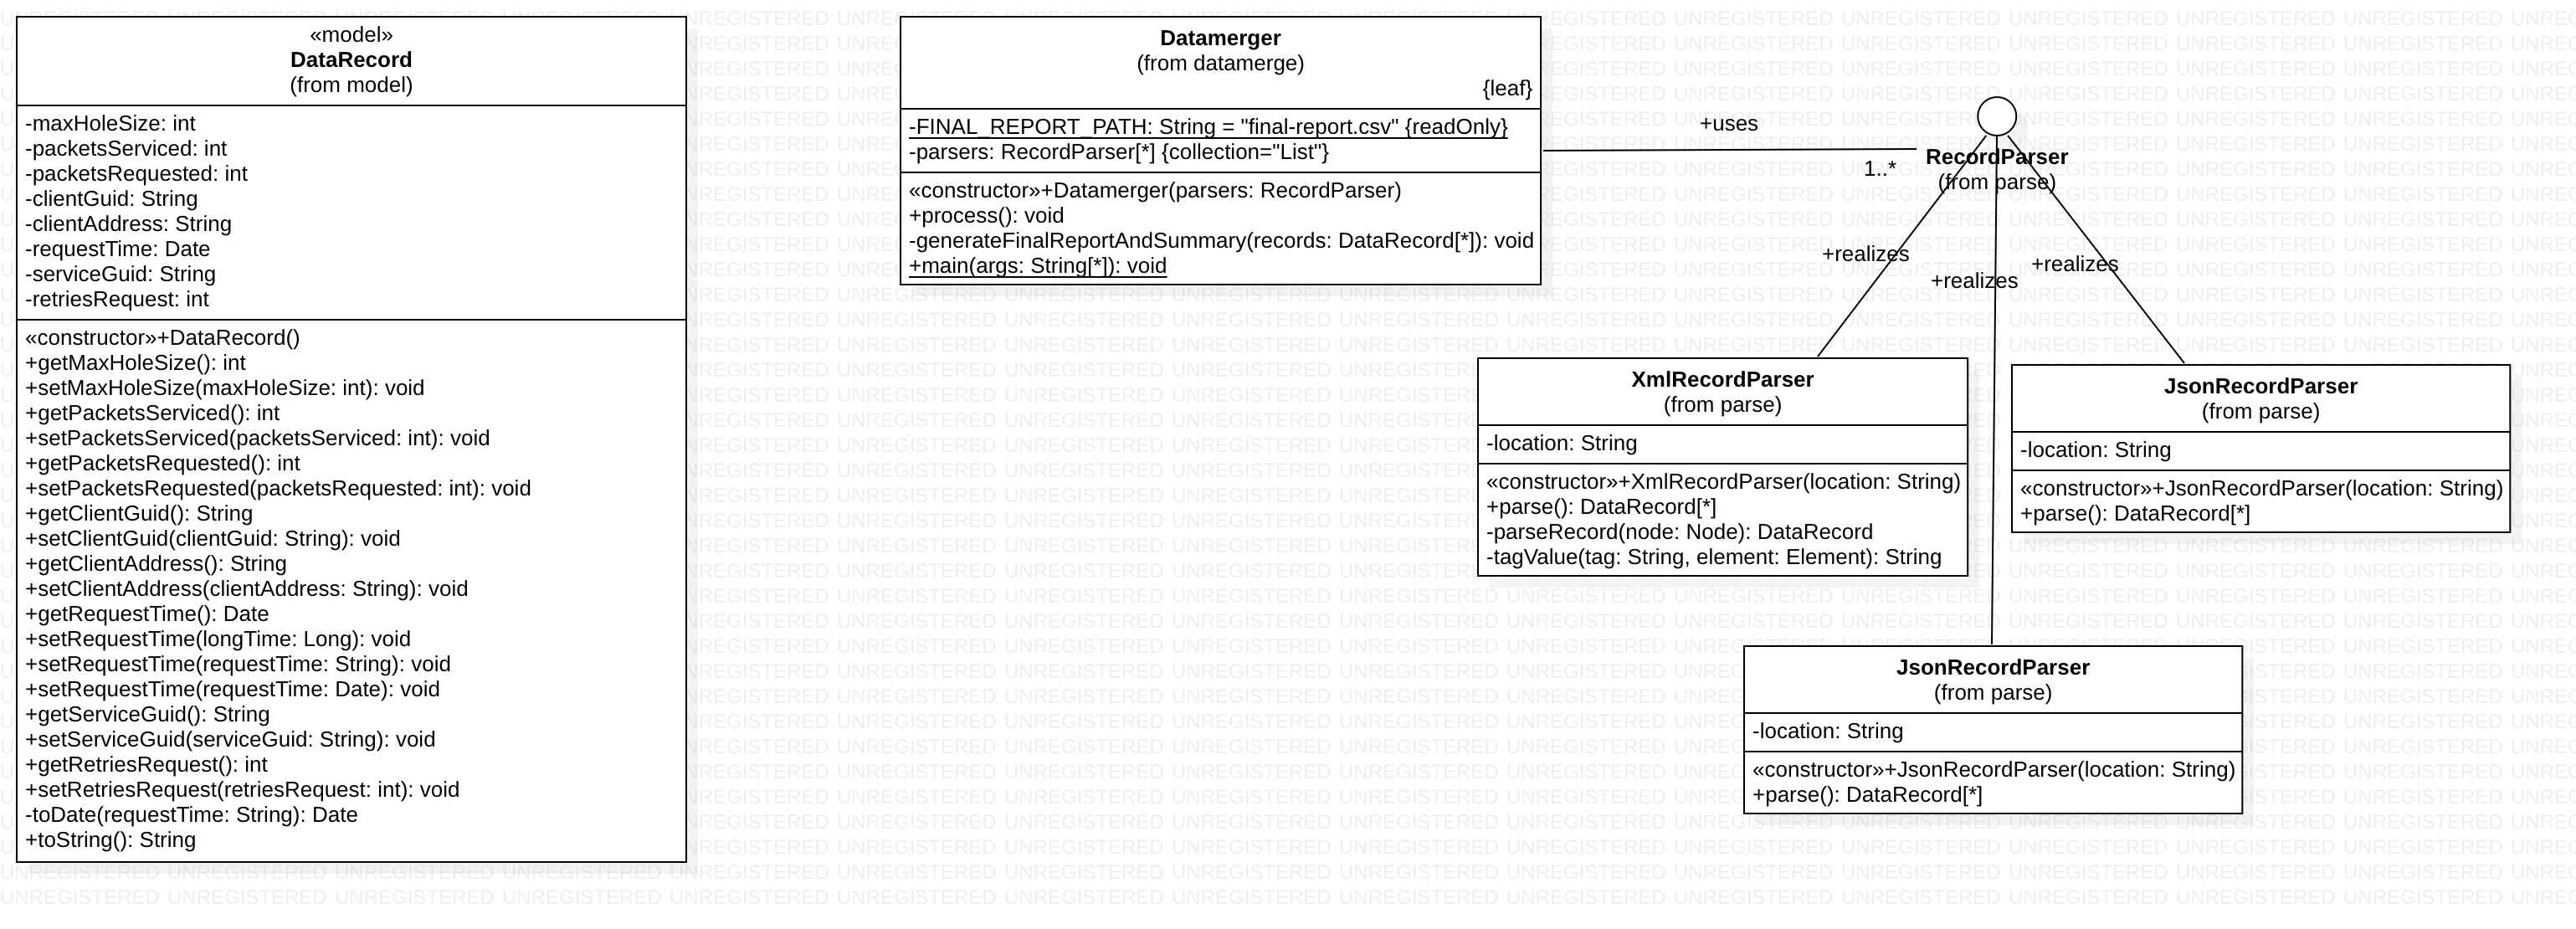 «model»
DataRecord
(from model)
-maxHoleSize: int
-packetsServiced: int
-packetsRequested: int
-clientGuid: String
-clientAddress: String
-requestTime: Date
-serviceGuid: String
-retriesRequest: int
«constructor»+DataRecord()
+getMaxHoleSize(): int
+setMaxHoleSize(maxHoleSize: int): void
+getPacketsServiced(): int
+setPacketsServiced(packetsServiced: int): void
+getPacketsRequested(): int
+setPacketsRequested(packetsRequested: int): void
+getClientGuid(): String
+setClientGuid(clientGuid: String): void
+getClientAddress(): String
+setClientAddress(clientAddress: String): void
+getRequestTime(): Date
+setRequestTime(longTime: Long): void
+setRequestTime(requestTime: String): void
+setRequestTime(requestTime: Date): void
+getServiceGuid(): String
+setServiceGuid(serviceGuid: String): void
+getRetriesRequest(): int
+setRetriesRequest(retriesRequest: int): void
-toDate(requestTime: String): Date
+toString(): String
Datamerger
(from datamerge)
{leaf}
-FINAL_REPORT_PATH: String = "final-report.csv" {readOnly}
-parsers: RecordParser[*] {collection="List"}
«constructor»+Datamerger(parsers: RecordParser)
+process(): void
-generateFinalReportAndSummary(records: DataRecord[*]): void
+main(args: String[*]): void
+uses
1..*
RecordParser
(from parse)
+realizes
+realizes
+realizes
XmlRecordParser
(from parse)
-location: String
«constructor»+XmlRecordParser(location: String)
+parse(): DataRecord[*]
-parseRecord(node: Node): DataRecord
-tagValue(tag: String, element: Element): String
JsonRecordParser
(from parse)
-location: String
«constructor»+JsonRecordParser(location: String)
+parse(): DataRecord[*]
JsonRecordParser
(from parse)
-location: String
«constructor»+JsonRecordParser(location: String)
+parse(): DataRecord[*]
UNREGISTERED